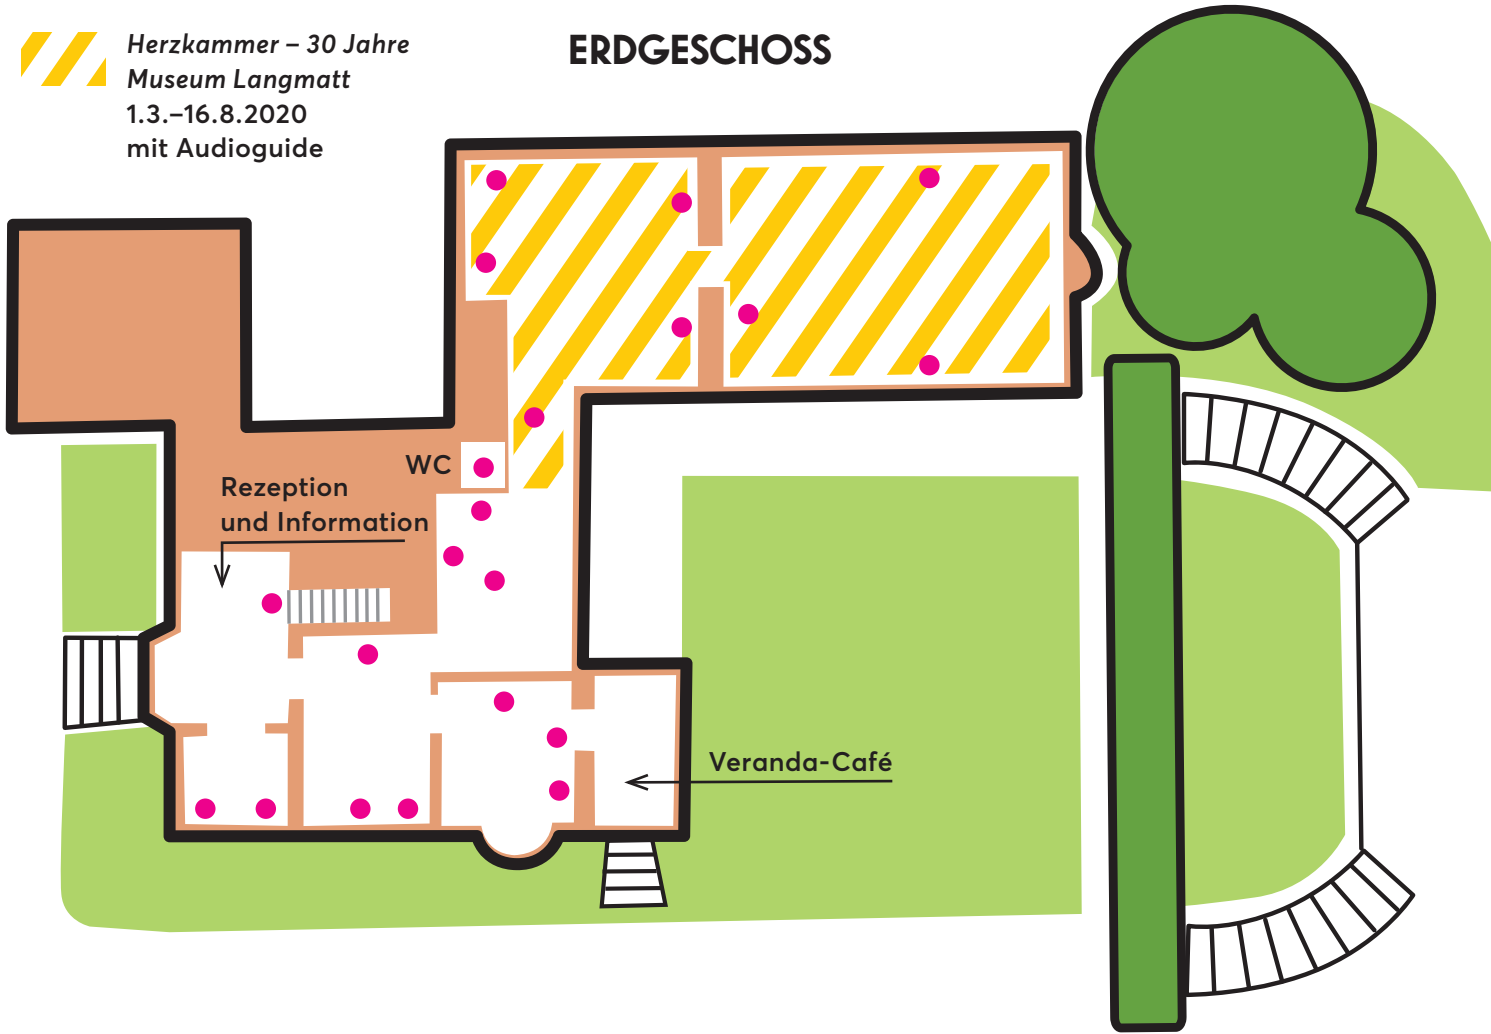 Herzkammer – 30 Jahre
Museum Langmatt
1.3.–16.8.2020
mit Audioguide
ERDGESCHOSS
WC
Rezeption
und Information
Veranda-Café